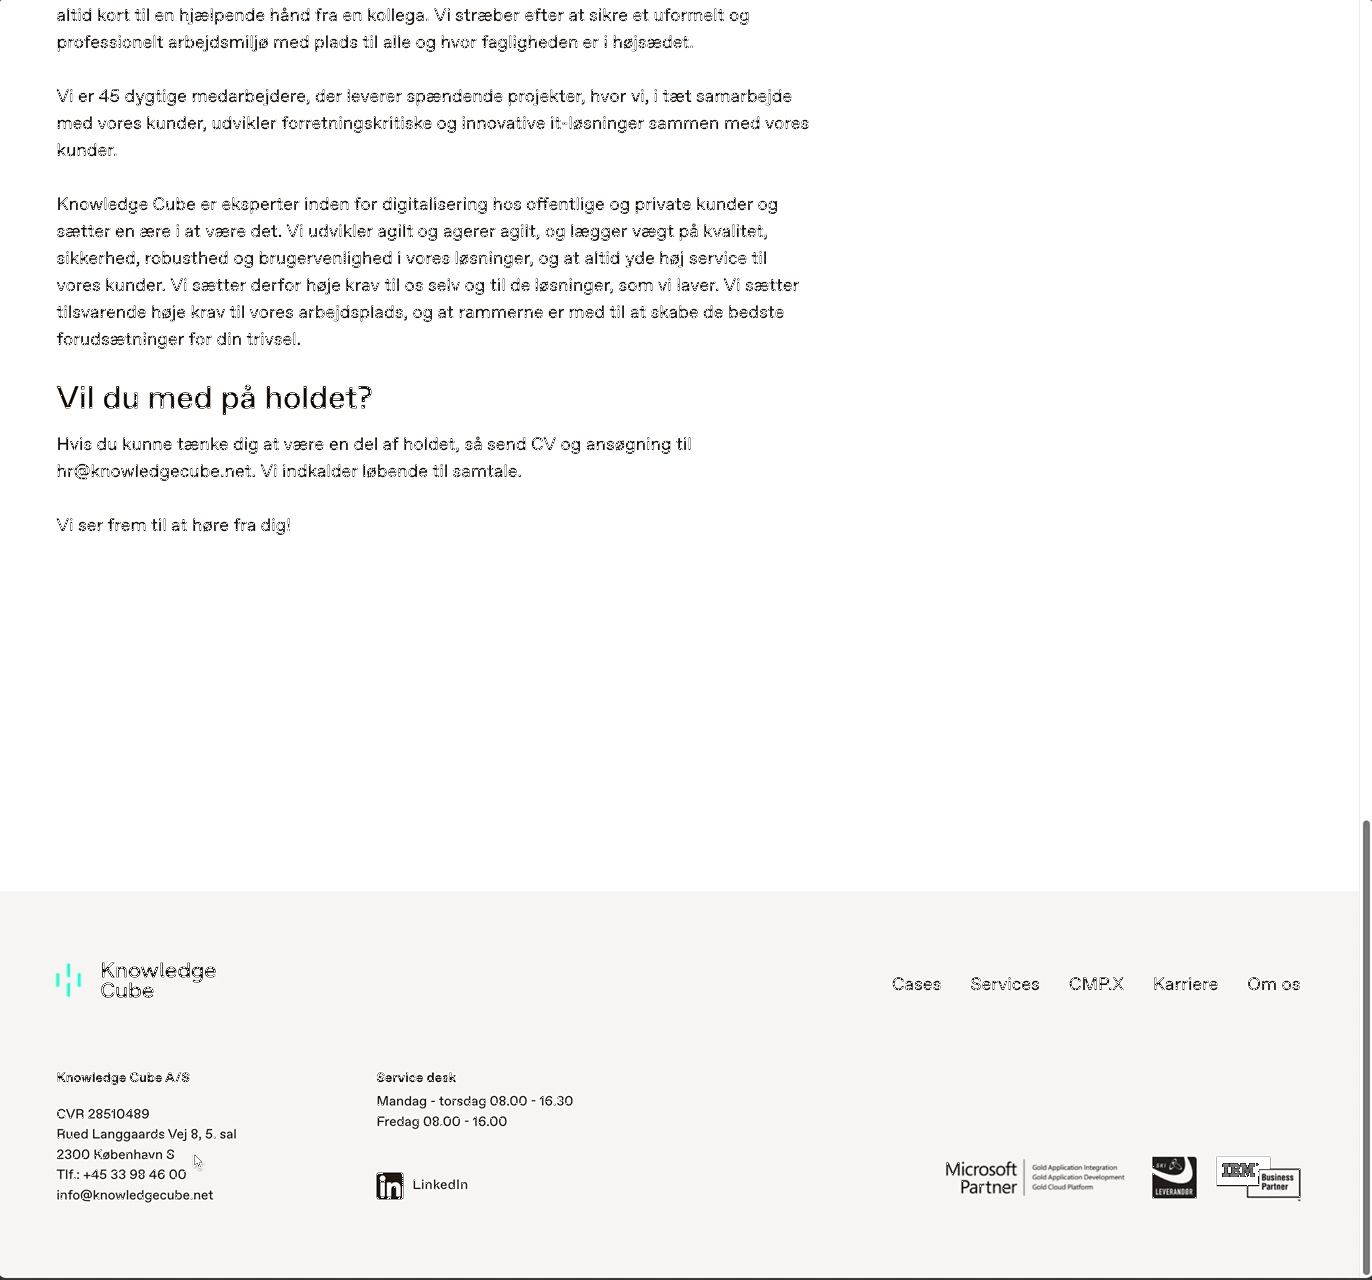 altid kort til en hjælpende hånd fra en kollega. Vi stræber efter at sikre et uformelt og
professionelt arbejdsmiljø med plads til alle og hvor fagligheden er i højsædet.
Vi er 45 dygtige medarbejdere, der leverer spændende projekter, hvor vi, i tæt samarbejde
med vores kunder, udvikler forretningskritiske og innovative it-løsninger sammen med vores
kunder.
Knowledge Cube er eksperter inden for digitalisering hos offentlige og private kunder og
sætter en ære i at være det. Vi udvikler agilt og agerer agilt, og lægger vægt på kvalitet,
sikkerhed, robusthed og brugervenlighed i vores løsninger, og at altid yde høj service til
vores kunder. Vi sætter derfor høje krav til os selv og til de løsninger, som vi laver. Vi sætter
tilsvarende høje krav til vores arbejdsplads, og at rammerne er med til at skabe de bedste
forudsætninger for din trivsel.
Vil du med på holdet?
Hvis du kunne tænke dig at være en del af holdet, så send CV og ansøgning til
hr@knowledgecube.net. Vi indkalder løbende til samtale.
Vi ser frem til at høre fra dig!
Knowledge
Cube
Cases Services CMP.X Karriere Om os
Knowledge Cube A/S
CVR 28510489
Rued Langgaards Vej 8, 5. sal
2300 København S
Tlf.: +45 33 98 46 00
info@knowledgecube.net
Service desk
Mandag - torsdag 08.00 - 16.30
Fredag 08.00 - 16.00
LinkedIn
Microsoft
Partner
Gold Application Integration
Gold Application Development
Gold Cloud Platform
SKI
LEVERANDØR
IBM
Business
Partner